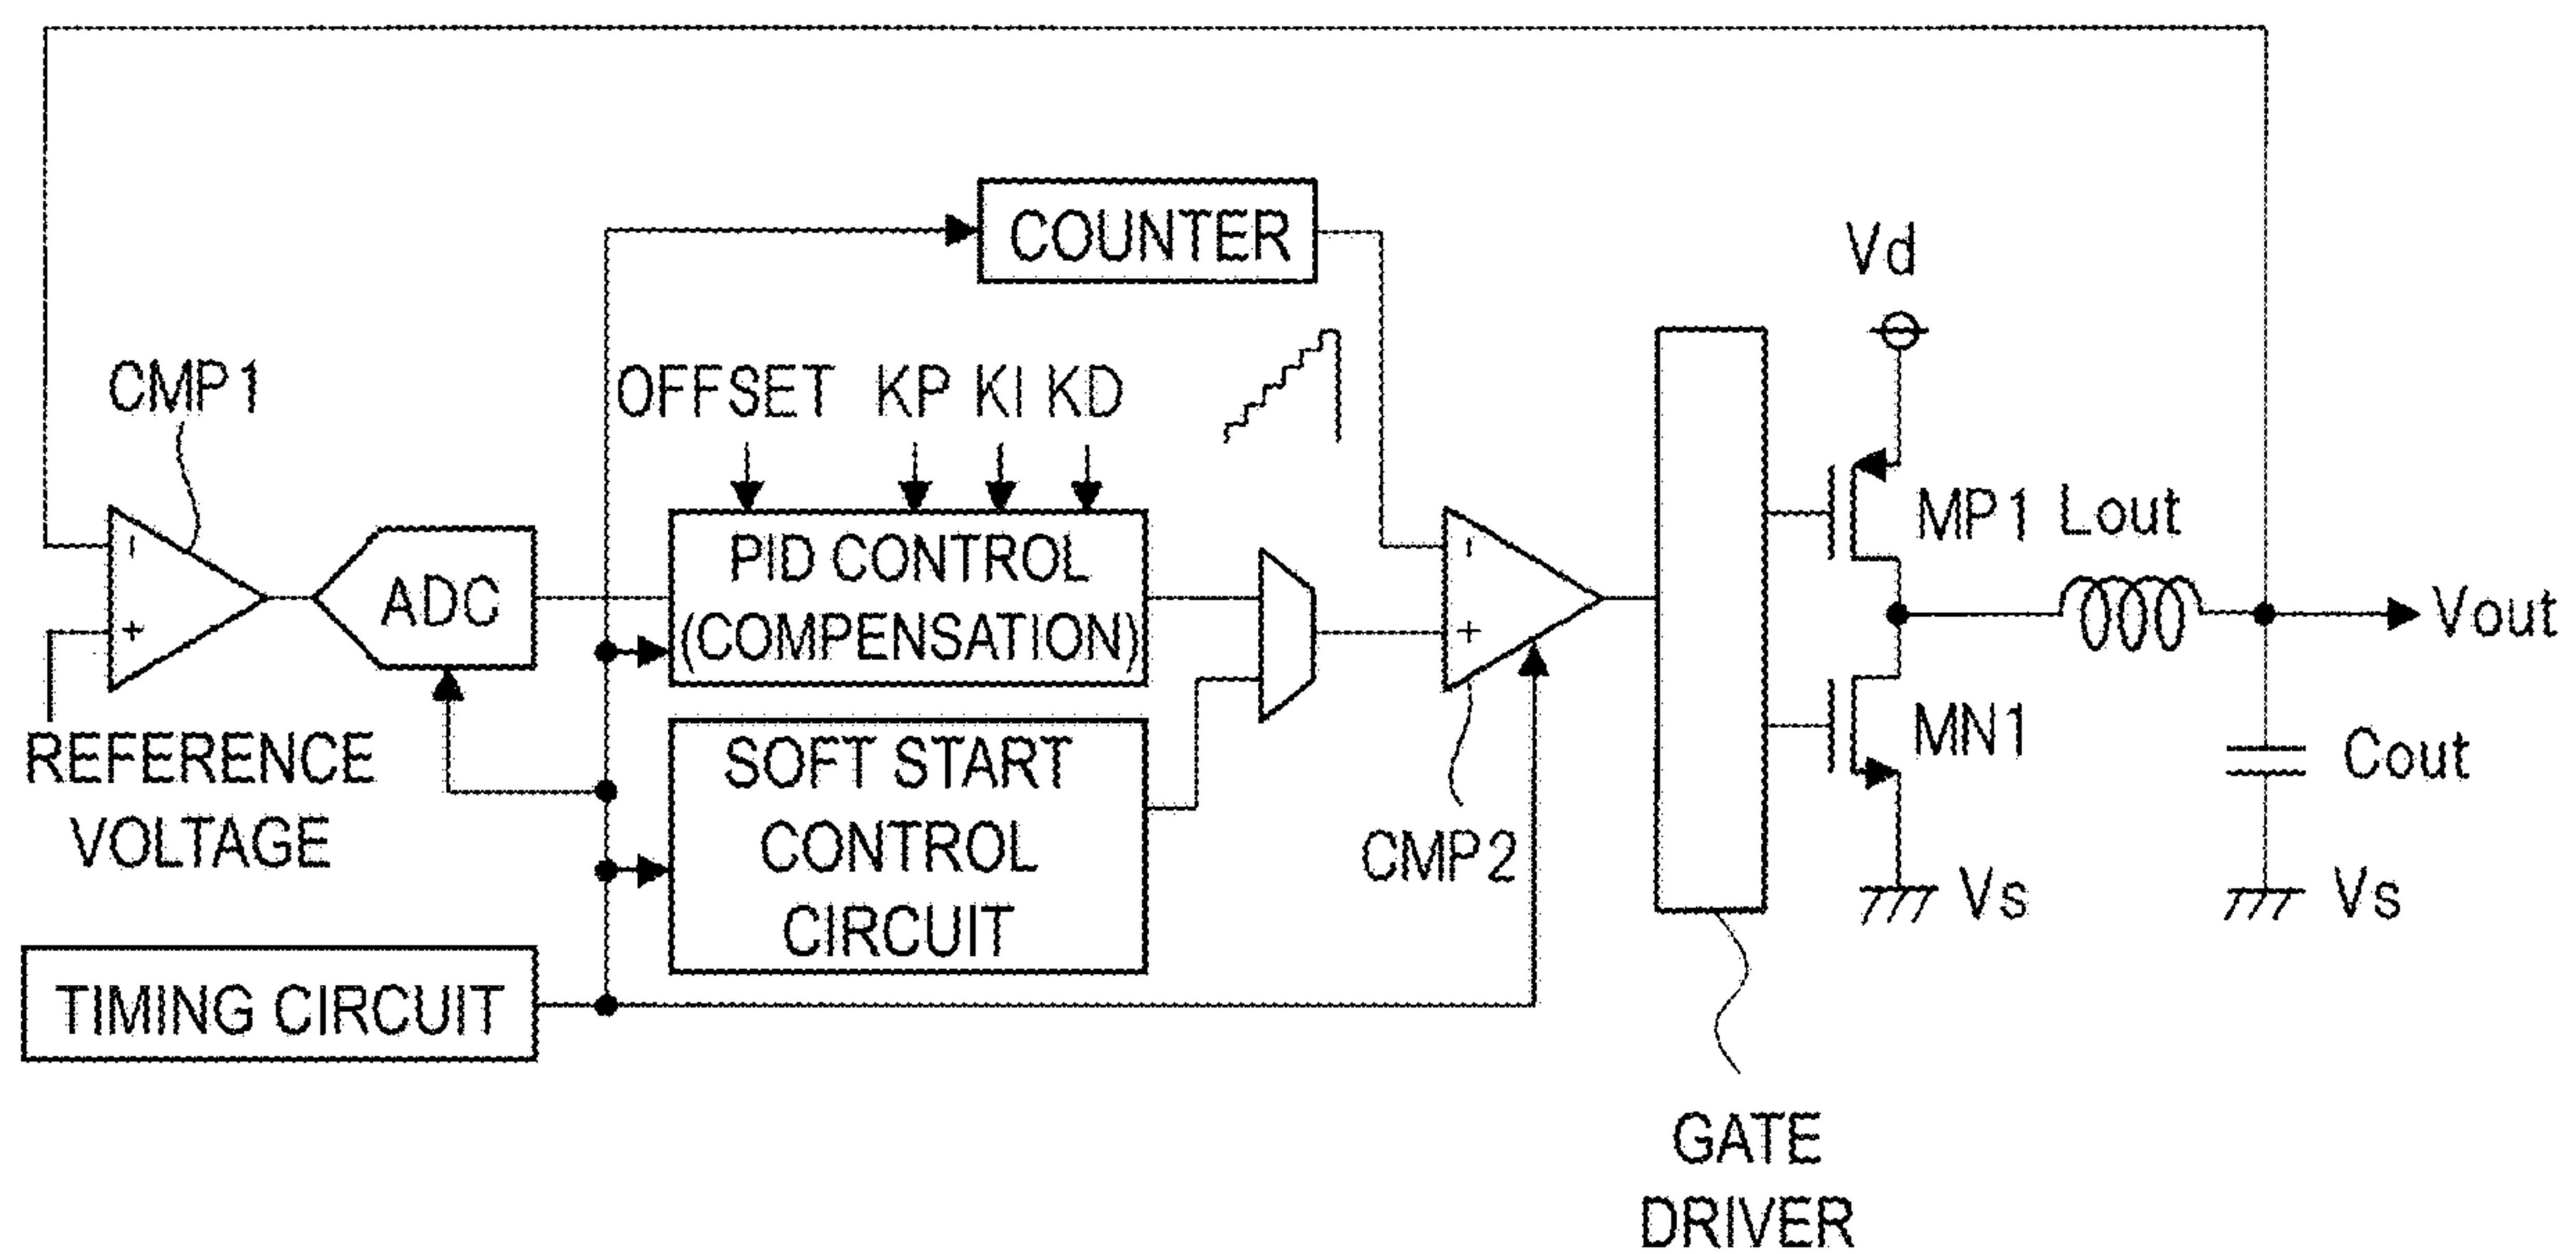 COUNTER
Vd
CMP1
OFFSET KP KI KD
MP1 Lout
PID CONTROL
(COMPENSATION)
ADC
Vout
REFERENCE
VOLTAGE
SOFT START
CONTROL
CIRCUIT
MN1
Cout
CMP2
Vs
Vs
TIMING CIRCUIT
GATE
DRIVER